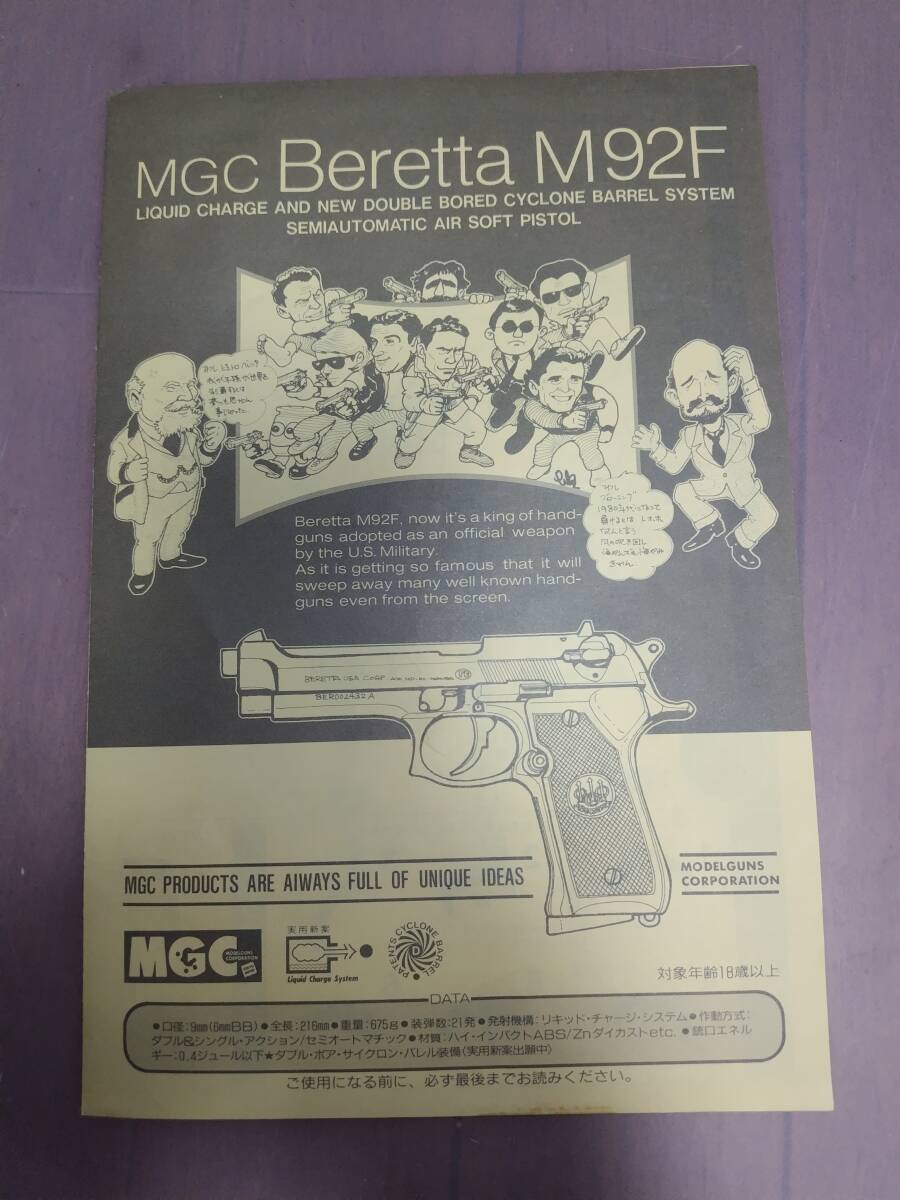 MGC Beretta M92F
LIQUID CHARGE AND NEW DOUBLE BORED CYCLONE BARREL SYSTEM
SEMIAUTOMATIC AIR SOFT PISTOL
Beretta M92F, now it's a king of hand-
guns adopted as an official weapon
by the U.S. Military.
As it is getting so famous that it will
sweep away many well known hand-
guns even from the screen.
BERETTA USA CORP
BER002432A
MGC PRODUCTS ARE AIWAYS FULL OF UNIQUE IDEAS
MODELGUNS
CORPORATION
MGC
MODELGUNS
CORPORATION
実用新案
Liquid Charge System
PATENTS CYCLONE BARREL
対象年齢18歳以上
DATA
●口径:9mm(6mmBB)●全長:216mm●重量:675g●装弾数:21発●発射機構:リキッド・チャージ・システム●作動方式:
ダブル&シングル・アクション/セミオートマチック●材質:ハイ・インパクトABS/Znダイカストetc.●銃口エネル
ギー:0.4ジュール以下★ダブル・ボア・サイクロン・バレル装備(実用新案出願中)
ご使用になる前に、必ず最後までお読みください。